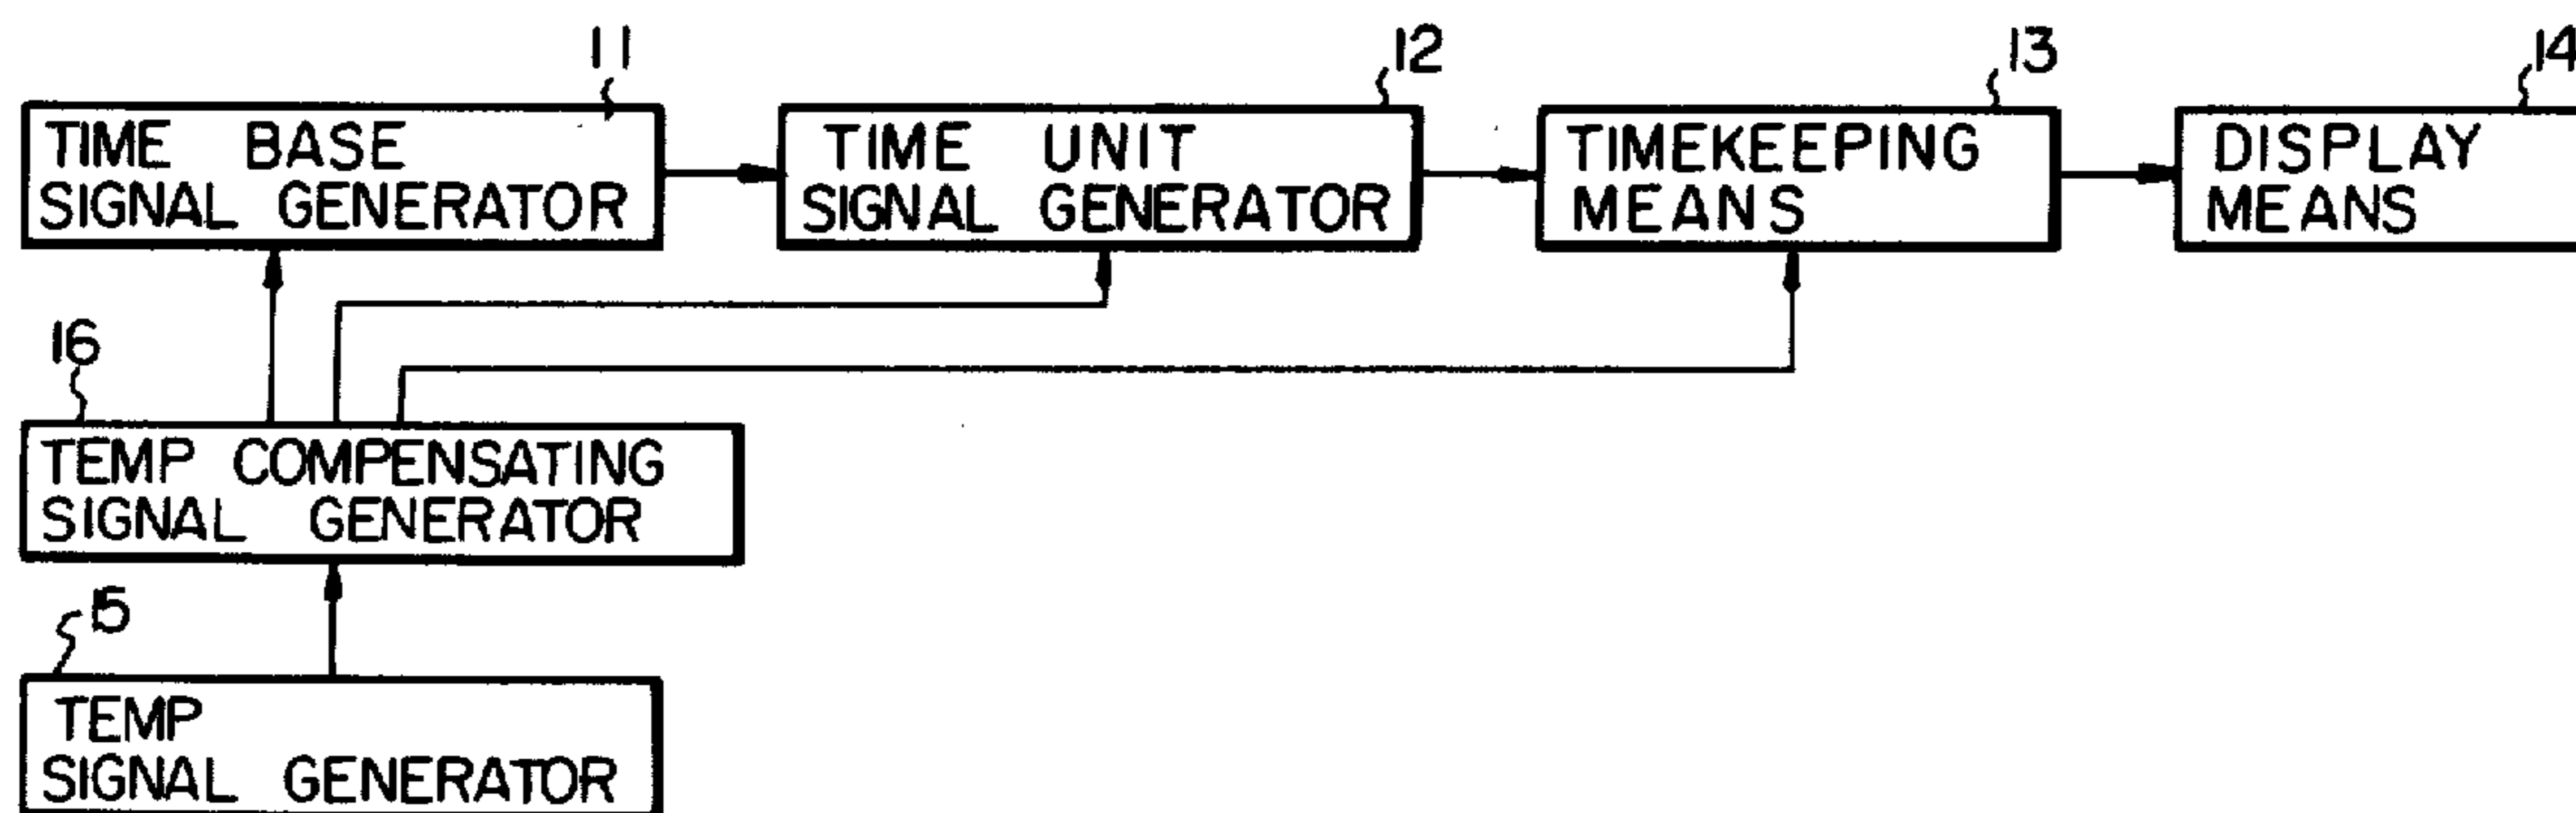 11
12
13
14
TIME BASE
SIGNAL GENERATOR
TIME UNIT
SIGNAL GENERATOR
TIMEKEEPING
MEANS
DISPLAY
MEANS
16
TEMP COMPENSATING
SIGNAL GENERATOR
15
TEMP
SIGNAL GENERATOR